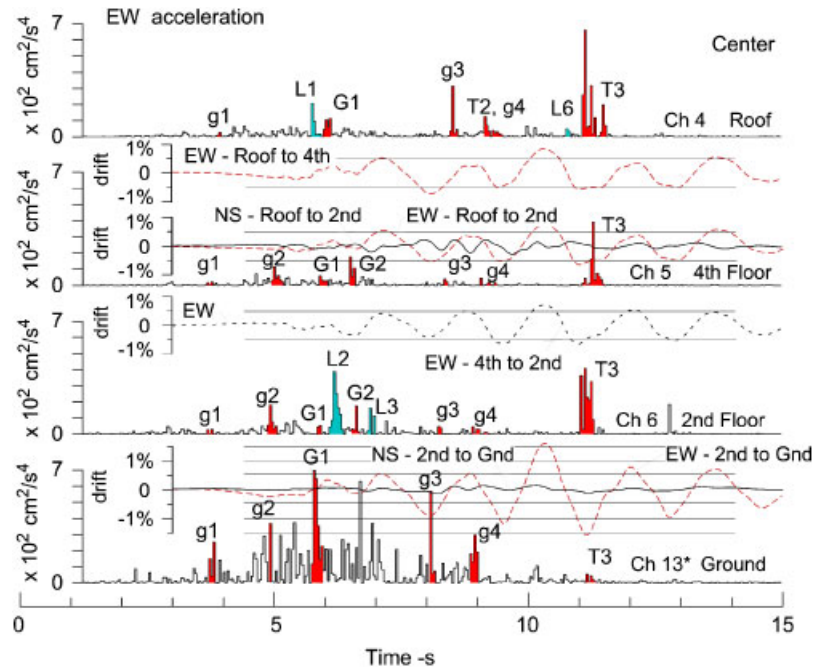 EW acceleration
7
Center
x 10² cm²/s⁴
g1
L1
G1
g3
T2, g4
L6
T3
0
Ch 4 Roof
7
drift
1%
0
-1%
EW - Roof to 4th
x 10² cm²/s⁴
drift
1%
0
-1%
NS - Roof to 2nd
EW - Roof to 2nd
T3
g1
g2
G1
G2
g3
g4
0
Ch 5 4th Floor
7
1%
0
-1%
EW
x 10² cm²/s⁴
L2
EW - 4th to 2nd
T3
g1
g2
G1
G2
L3
g3
g4
0
Ch 6 2nd Floor
7
drift
1%
0
-1%
G1
NS - 2nd to Gnd
EW - 2nd to Gnd
x 10² cm²/s⁴
g1
g2
g3
g4
T3
0
Ch 13* Ground
0
5
10
15
Time -s